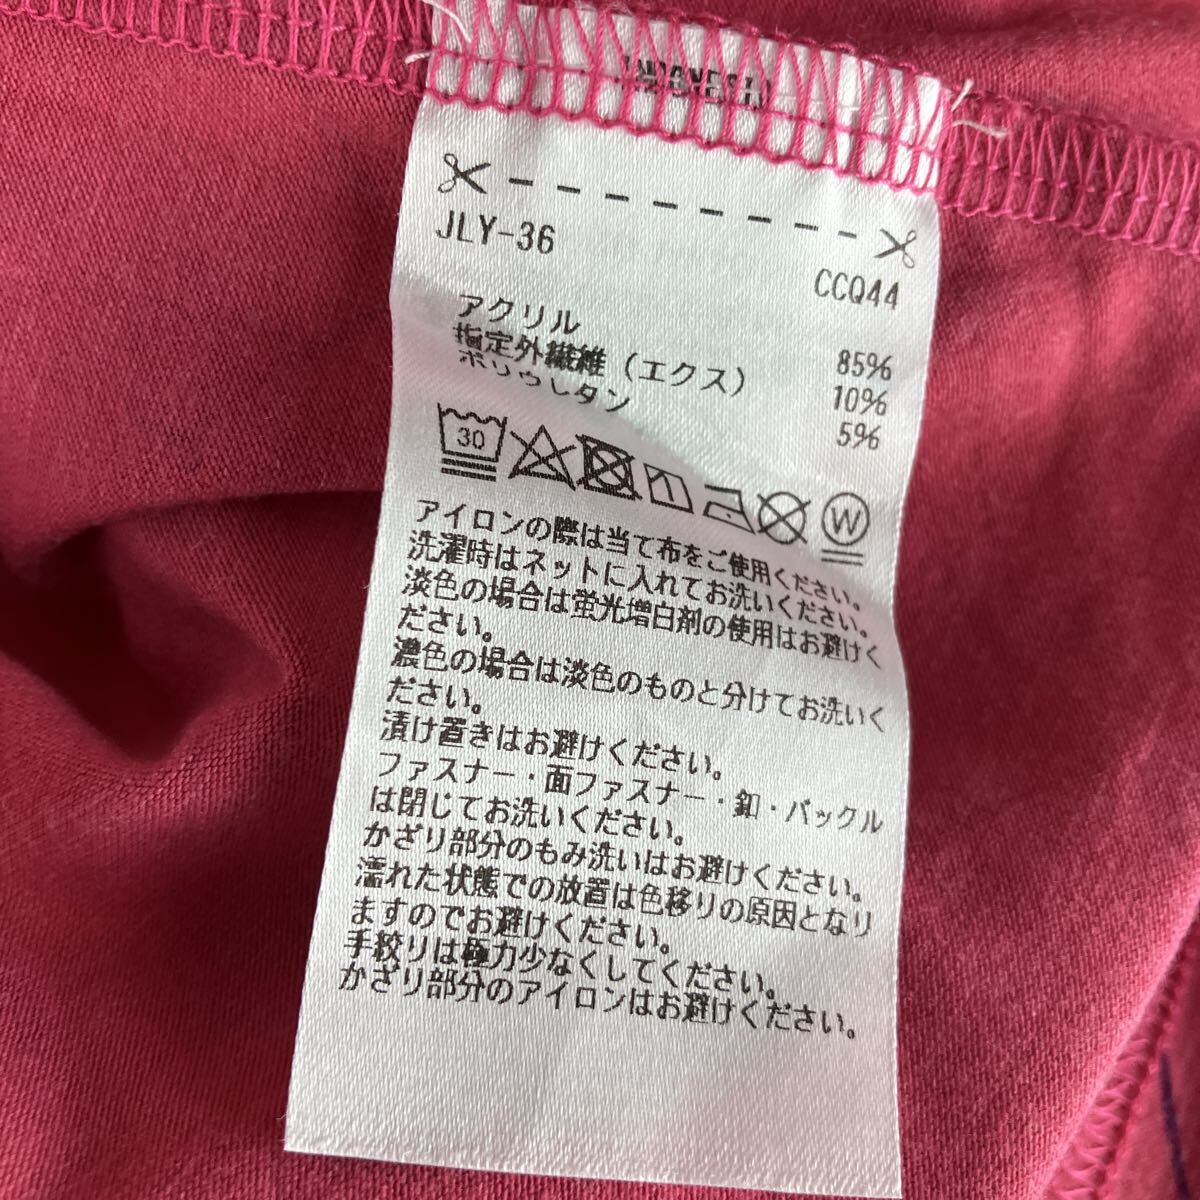 JLY-36
CCQ44
アクリル 85%
指定外繊維(エクス) 10%
ポリウレタン 5%
30
W
アイロンの際は当て布をご使用ください。
洗濯時はネットに入れてお洗いください。
淡色の場合は蛍光増白剤の使用はお避けく
ださい。
濃色の場合は淡色のものと分けてお洗いく
ださい。
漬け置きはお避けください。
ファスナー・面ファスナー・釦・バックル
は閉じてお洗いください。
かざり部分のもみ洗いはお避けください。
濡れた状態での放置は色移りの原因となり
ますのでお避けください。
手絞りは極力少なくしてください。
かざり部分のアイロンはお避けください。